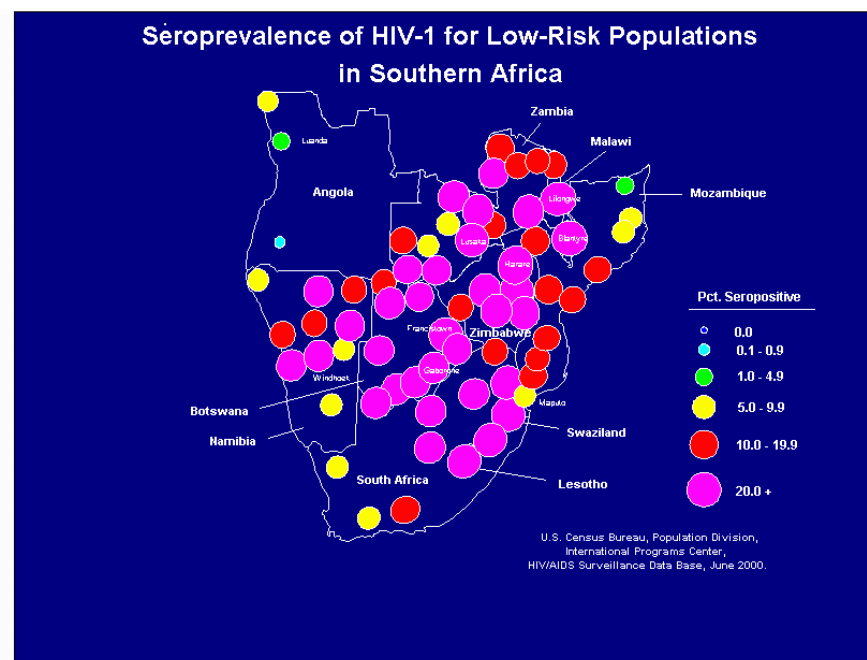 Seroprevalence of HIV-1 for Low-Risk Populations
in Southern Africa
Zambia
Malawi
Luanda
Angola
Mozambique
Lilongwe
Lusaka
Blantyre
Harare
Pct. Seropositive
Francistown
Zimbabwe
0.0
0.1 - 0.9
Gaborone
Windhoek
1.0 - 4.9
Maputo
5.0 - 9.9
Botswana
Swaziland
Namibia
10.0 - 19.9
South Africa
Lesotho
20.0 +
U.S. Census Bureau, Population Division,
International Programs Center,
HIV/AIDS Surveillance Data Base, June 2000.